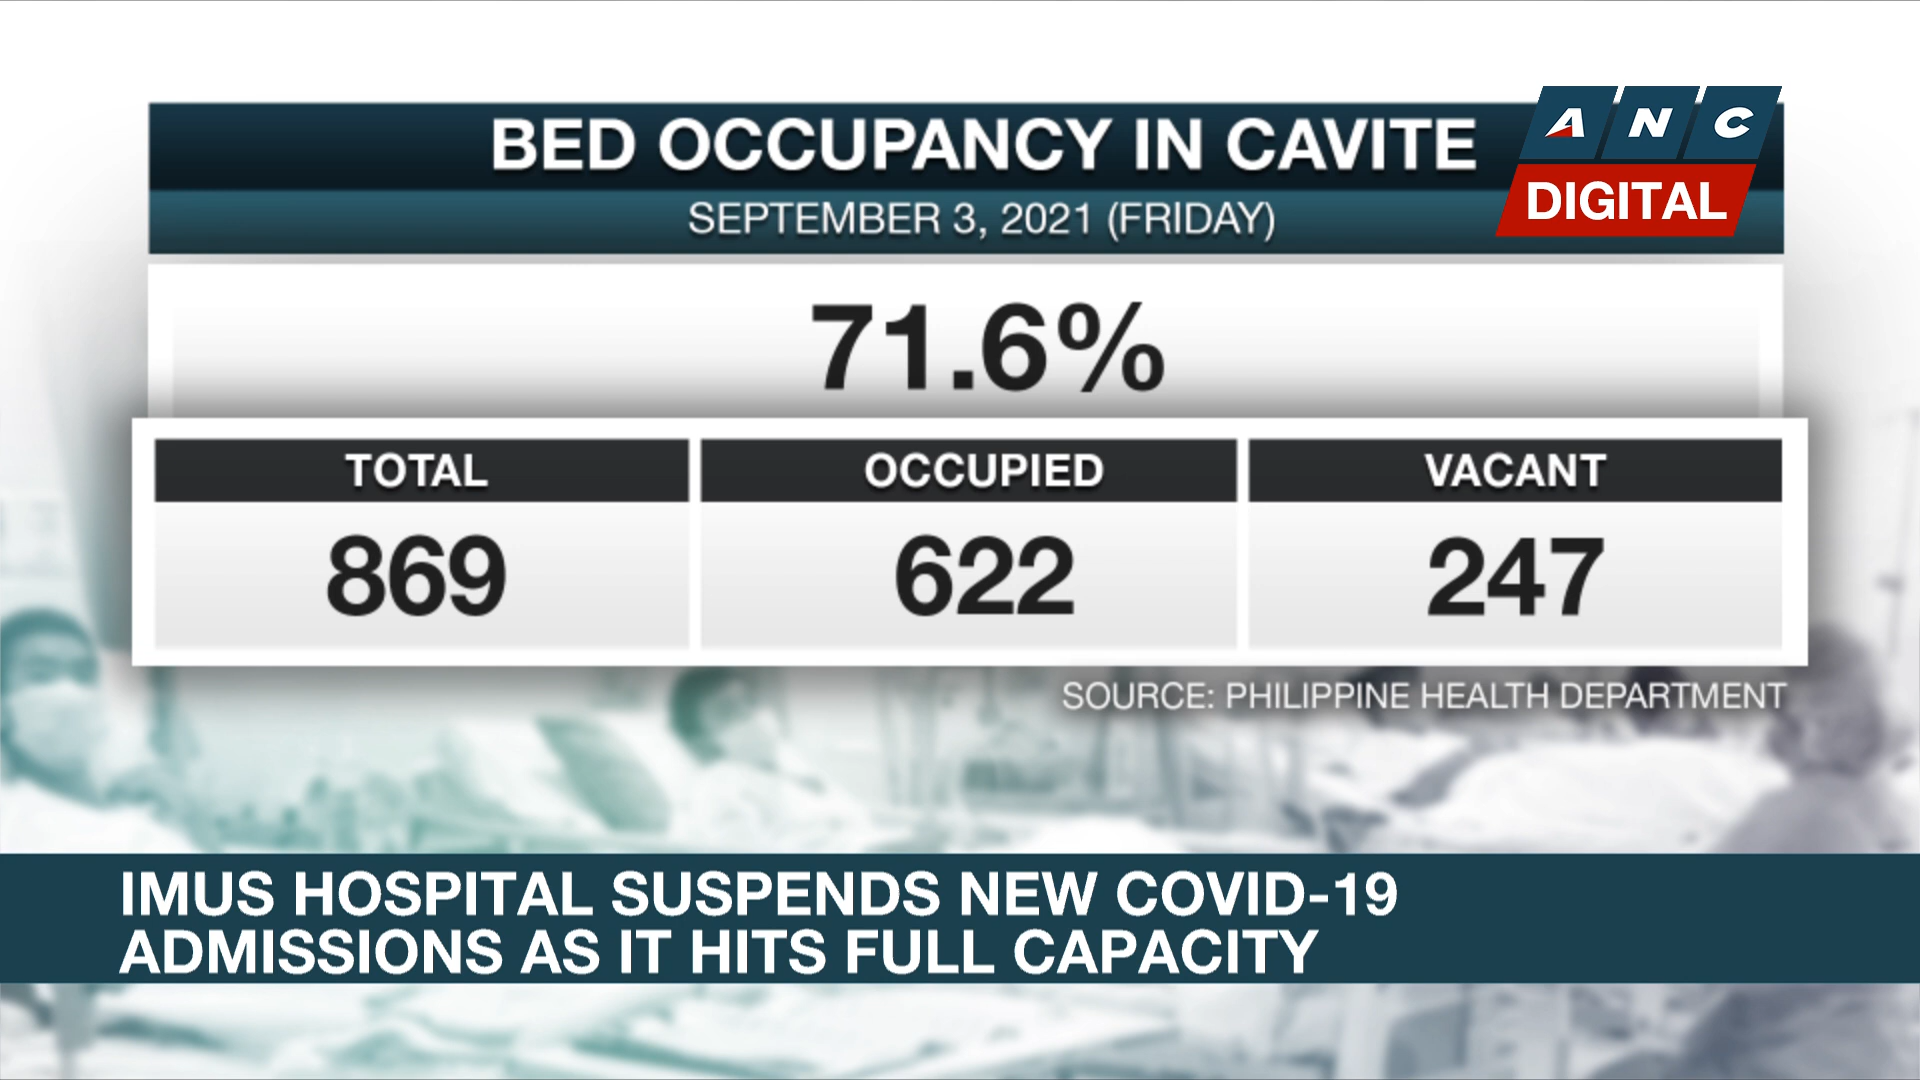 BED OCCUPANCY IN CAVITE
ANC
DIGITAL
SEPTEMBER 3, 2021 (FRIDAY)
71.6%
TOTAL OCCUPIED VACANT
869 622 247
SOURCE: PHILIPPINE HEALTH DEPARTMENT
IMUS HOSPITAL SUSPENDS NEW COVID-19
ADMISSIONS AS IT HITS FULL CAPACITY